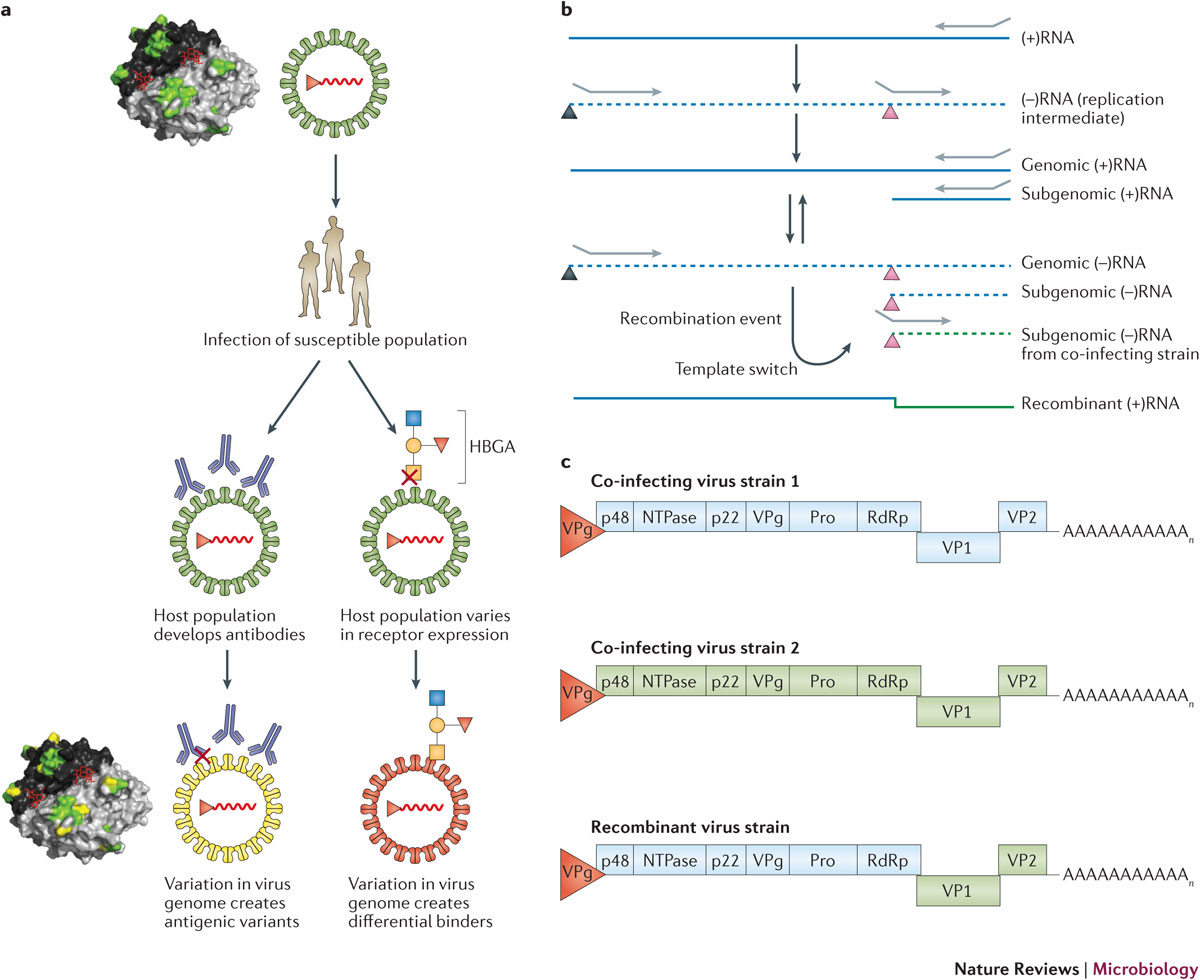 a
Infection of susceptible population
HBGA
Host population
develops antibodies
Host population varies
in receptor expression
Variation in virus
genome creates
antigenic variants
Variation in virus
genome creates
differential binders
b
(+)RNA
(–)RNA (replication
intermediate)
Genomic (+)RNA
Subgenomic (+)RNA
Genomic (–)RNA
Subgenomic (–)RNA
Recombination event
Subgenomic (–)RNA
from co-infecting strain
Template switch
Recombinant (+)RNA
c
Co-infecting virus strain 1
VPg p48 NTPase p22 VPg Pro RdRp VP2 AAAAAAAAAAAn
VP1
Co-infecting virus strain 2
VPg p48 NTPase p22 VPg Pro RdRp VP2 AAAAAAAAAAAn
VP1
Recombinant virus strain
VPg p48 NTPase p22 VPg Pro RdRp VP2 AAAAAAAAAAAn
VP1
Nature Reviews | Microbiology